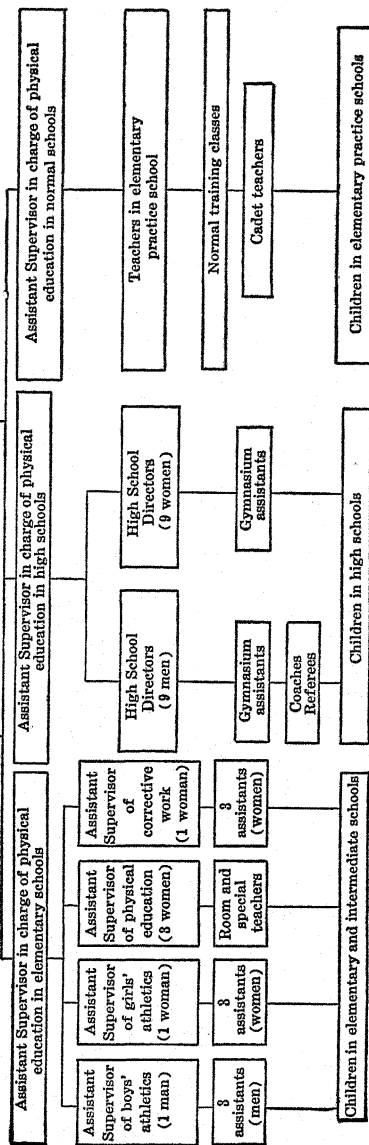 Assistant Supervisor in charge of physical
education in elementary schools
Assistant
Supervisor
of boys'
athletics
(1 man)
3
assistants
(men)
Assistant
Supervisor
of girls'
athletics
(1 woman)
3
assistants
(women)
Assistant
Supervisor
of physical
education
(3 women)
Room and
special
teachers
Assistant
Supervisor
of
corrective
work
(1 woman)
3
assistants
(women)
Children in elementary and intermediate schools
Assistant Supervisor in charge of physical
education in high schools
High School
Directors
(9 men)
Gymnasium
assistants
Coaches
Referees
High School
Directors
(9 women)
Gymnasium
assistants
Children in high schools
Assistant Supervisor in charge of physical
education in normal schools
Teachers in elementary
practice school
Normal training classes
Cadet teachers
Children in elementary practice schools